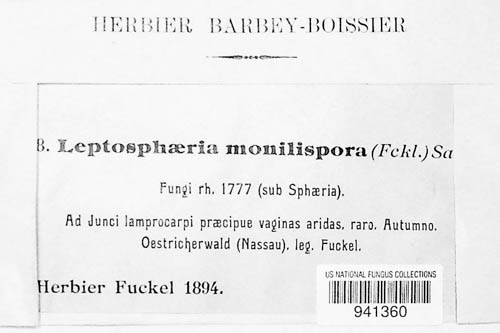 HERBIER BARBEY-BOISSIER
8. Leptosphæria monilispora (Fckl.) Sa
Fungi rh. 1777 (sub Sphæria).
Ad Junci lamprocarpi præcipue vaginas aridas, raro. Autumno.
Oestricherwald (Nassau). leg. Fuckel.
Herbier Fuckel 1894.
US NATIONAL FUNGUS COLLECTIONS
941360